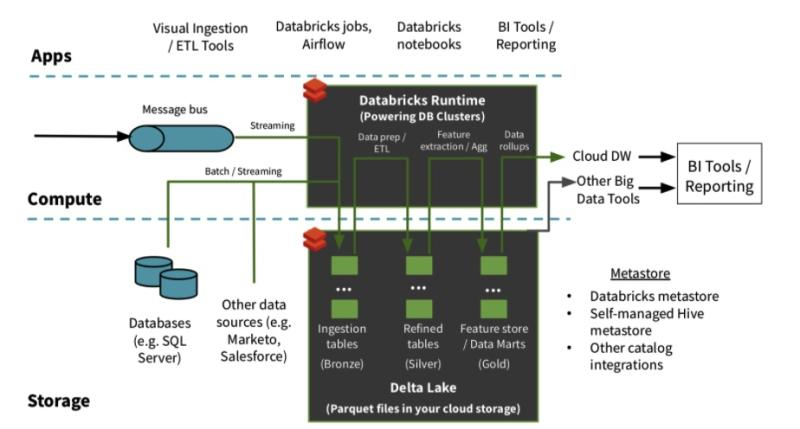 Visual Ingestion
/ ETL Tools
Databricks jobs,
Airflow
Databricks
notebooks
BI Tools /
Reporting
Apps
Message bus
Streaming
Batch / Streaming
Databricks Runtime
(Powering DB Clusters)
Data prep /
ETL
Feature
extraction / Agg
Data
rollups
Cloud DW
Other Big
Data Tools
BI Tools /
Reporting
Compute
Databases
(e.g. SQL
Server)
Other data
sources (e.g.
Marketo,
Salesforce)
...
...
...
Ingestion
tables
(Bronze)
Refined
tables
(Silver)
Feature store
/ Data Marts
(Gold)
Delta Lake
(Parquet files in your cloud storage)
Metastore
• Databricks metastore
• Self-managed Hive
metastore
• Other catalog
integrations
Storage